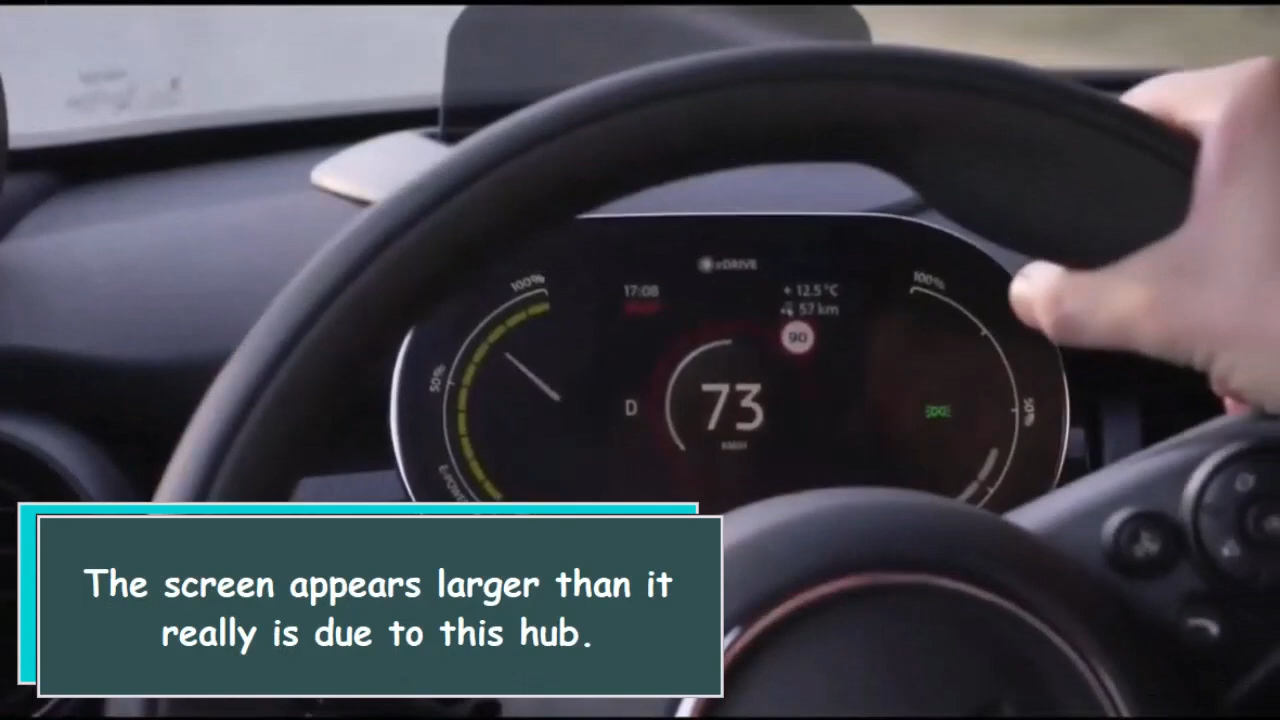 eDRIVE
17:08
+ 12.5 °C
57 km
100%
100%
90
50%
50%
D
73
KM/H
The screen appears larger than it
really is due to this hub.